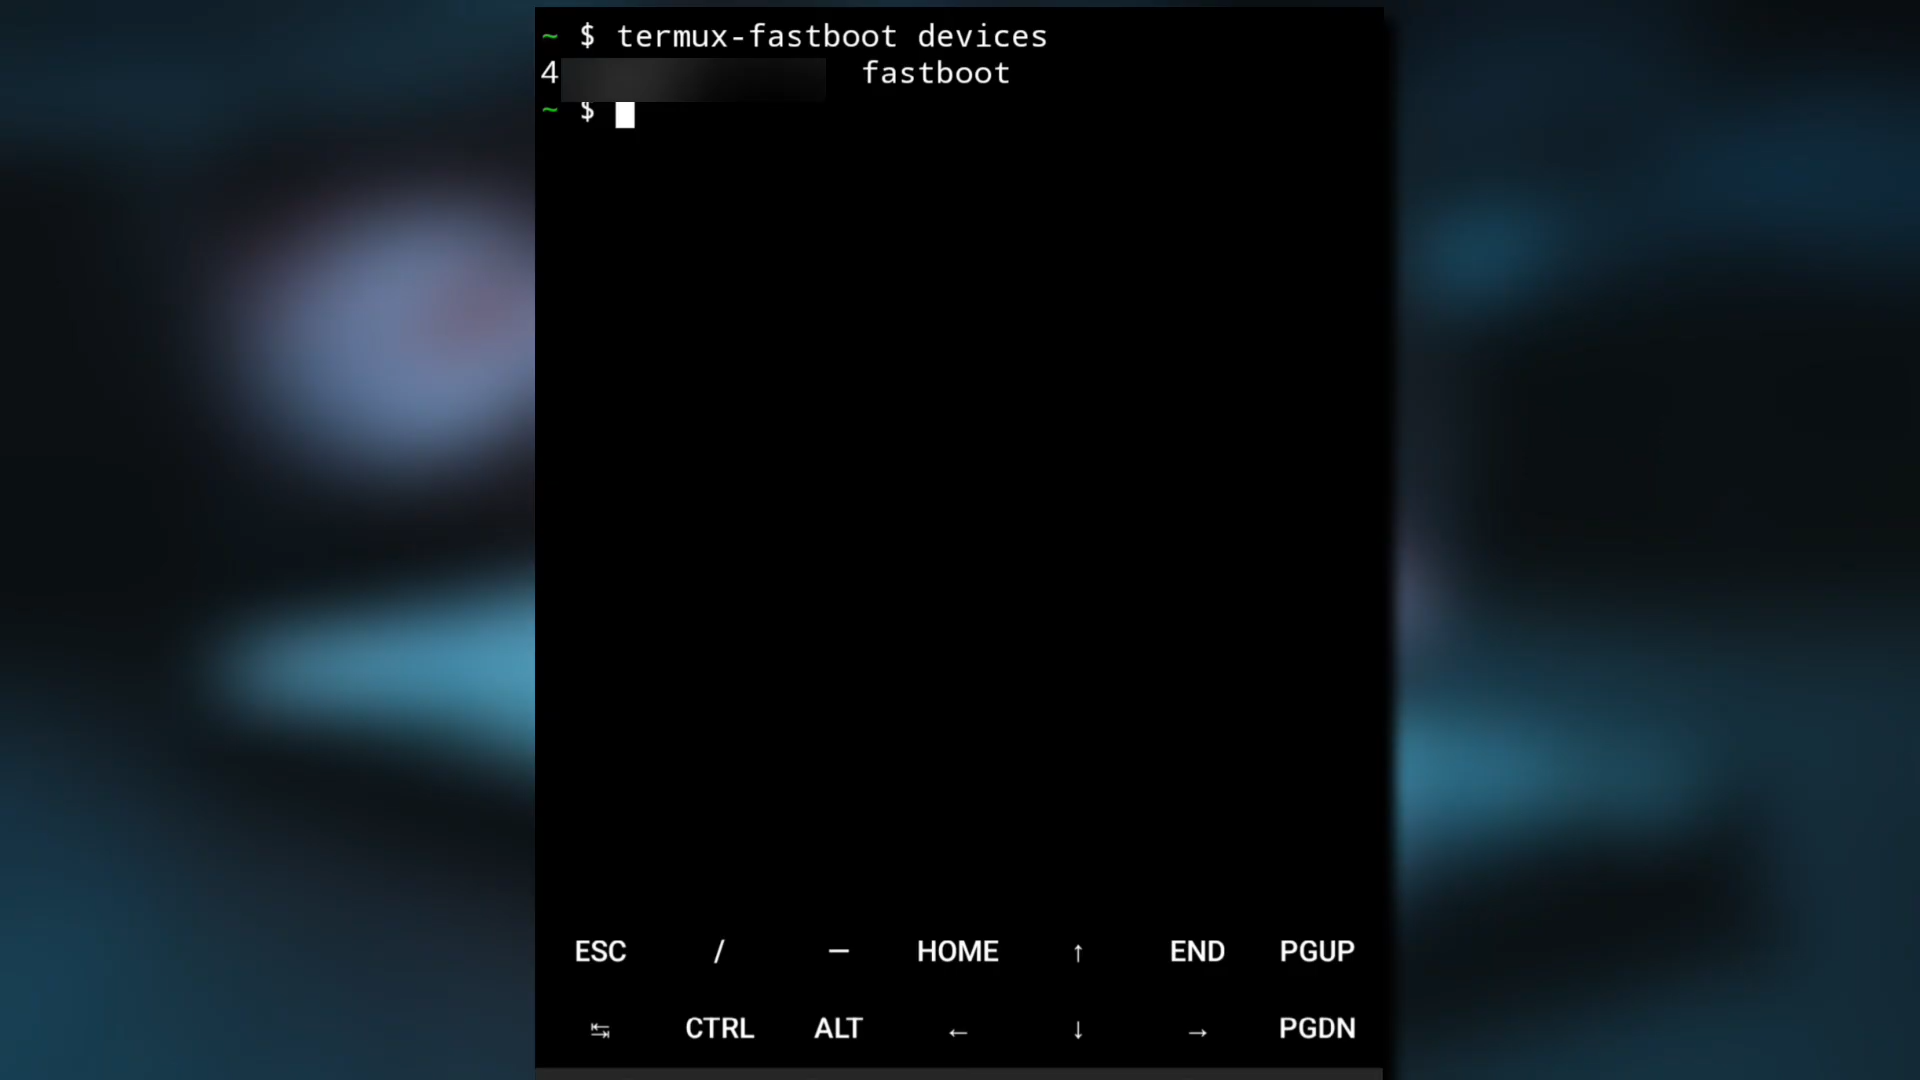 ~ $ termux-fastboot devices
4 fastboot
~ $
ESC / — HOME ↑ END PGUP
↹ CTRL ALT ← ↓ → PGDN